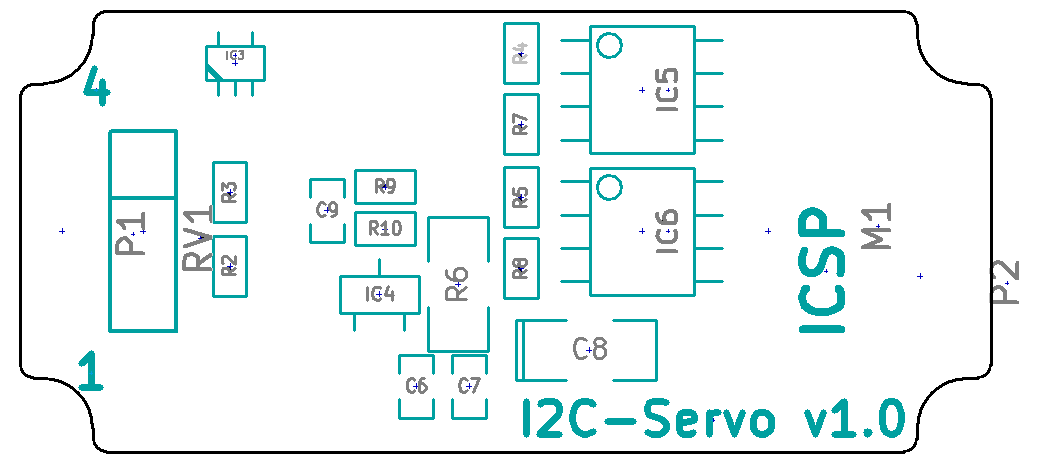 IC3
4
R4
IC5
R7
R3
R9
R5
C9
P1
RV1
R10
IC6
ICSP
M1
R2
R8
R6
IC4
P2
C8
1
C6
C7
I2C-Servo v1.0